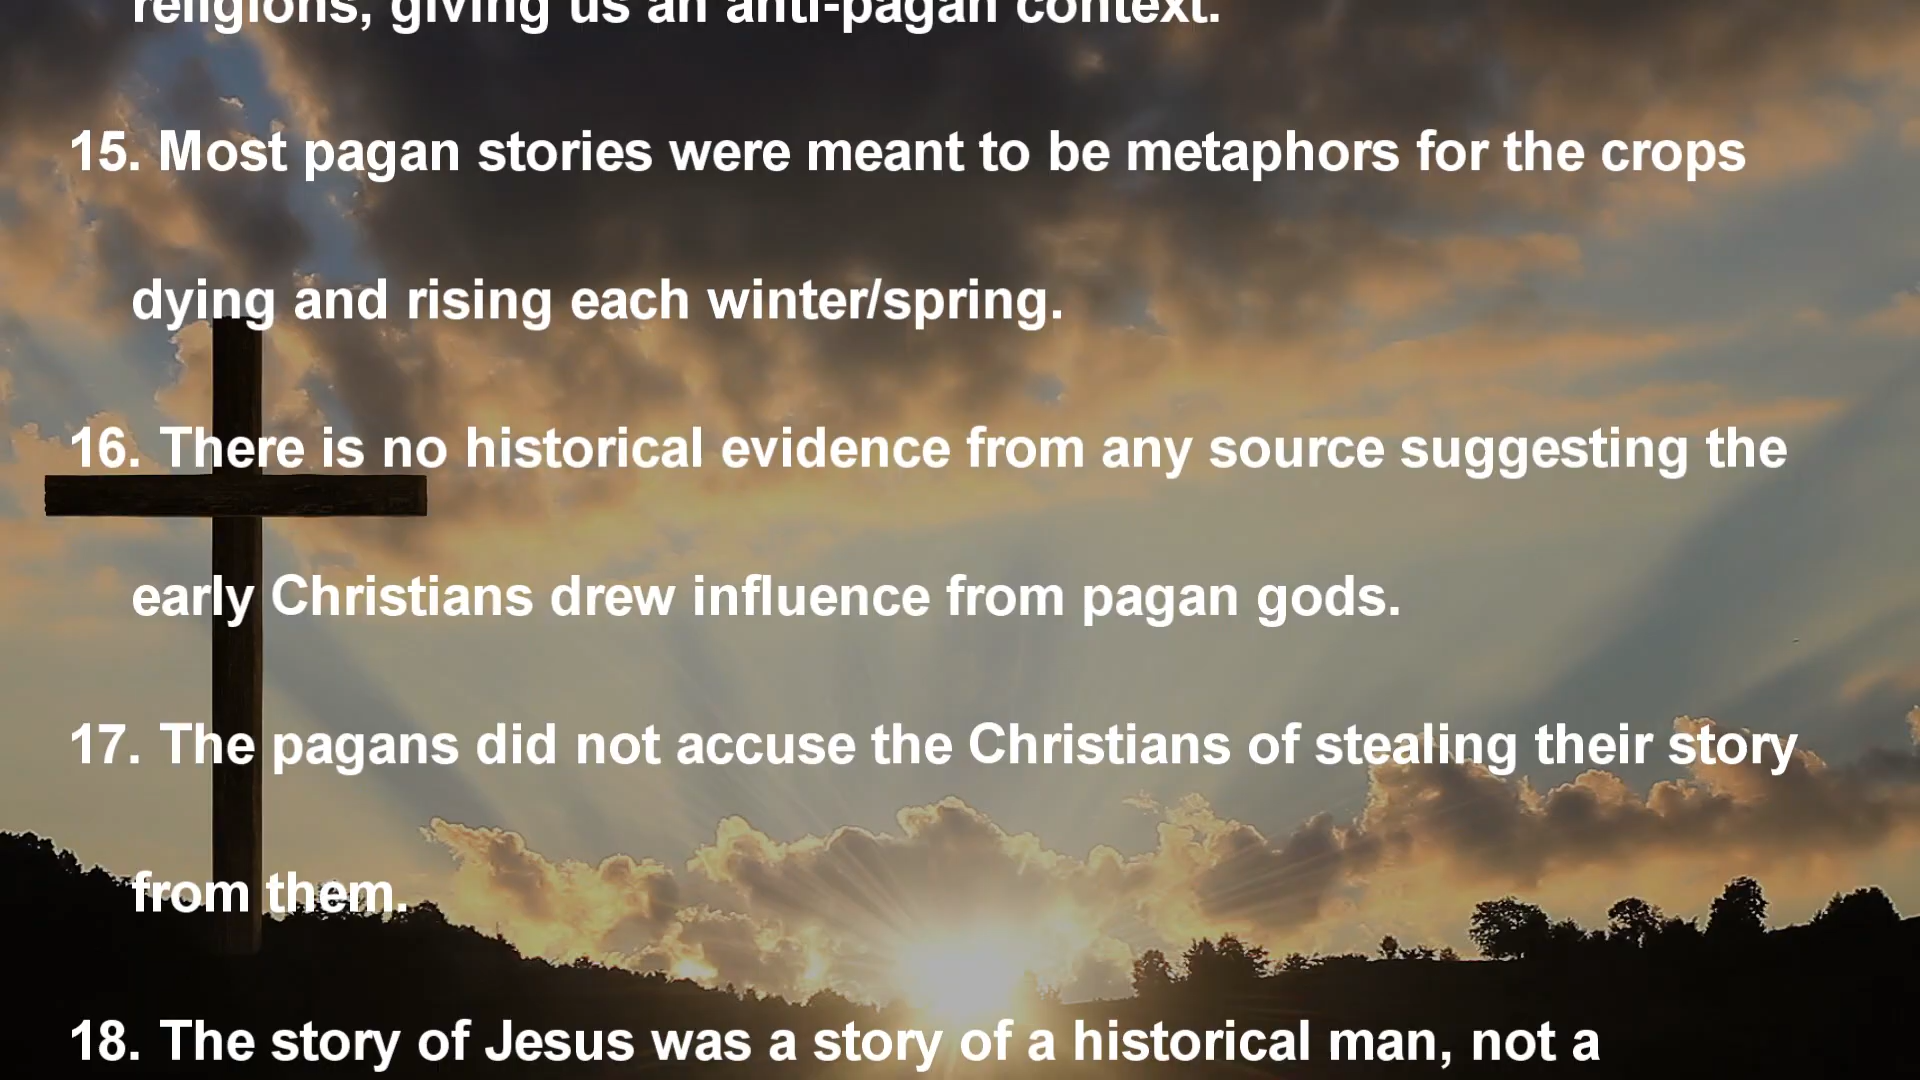 religions, giving us an anti-pagan context.
15. Most pagan stories were meant to be metaphors for the crops
dying and rising each winter/spring.
16. There is no historical evidence from any source suggesting the
early Christians drew influence from pagan gods.
17. The pagans did not accuse the Christians of stealing their story
from them.
18. The story of Jesus was a story of a historical man, not a